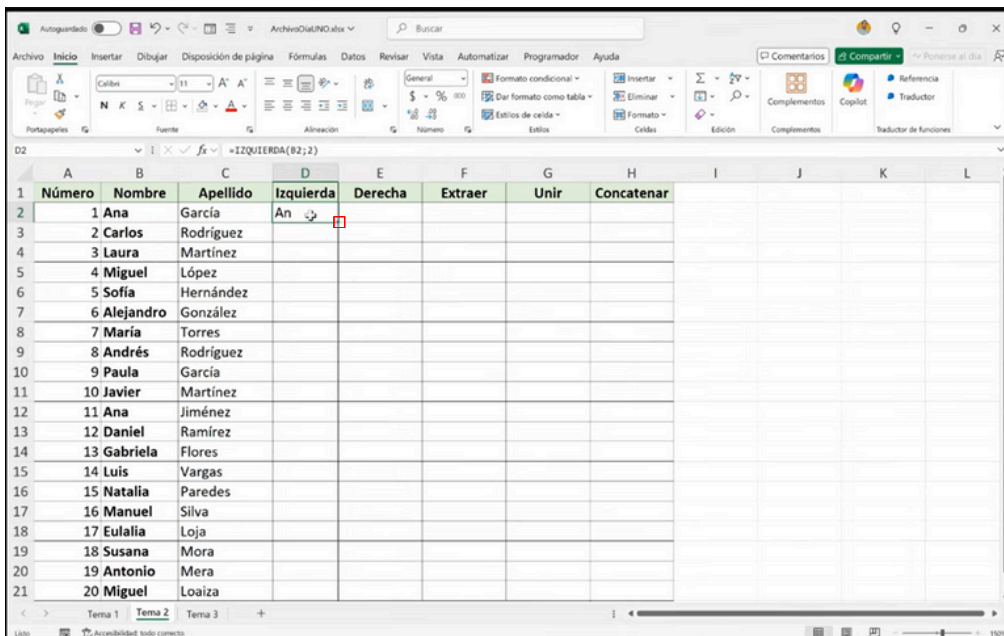 Autoguardado ArchivoDíaUNO.xlsx Buscar
Archivo Inicio Insertar Dibujar Disposición de página Fórmulas Datos Revisar Vista Automatizar Programador Ayuda Comentarios Compartir Ponerse al día
Pegar Calibri 11 General Formato condicional Insertar Referencia
N K S $ % 000 Dar formato como tabla Eliminar Complementos Copilot Traductor
Estilos de celda Formato
Portapapeles Fuente Alineación Número Estilos Celdas Edición Complementos Traductor de funciones
D2 fx =IZQUIERDA(B2;2)
A B C D E F G H I J K L
1 Número Nombre Apellido Izquierda Derecha Extraer Unir Concatenar
2 1 Ana García An
3 2 Carlos Rodríguez
4 3 Laura Martínez
5 4 Miguel López
6 5 Sofía Hernández
7 6 Alejandro González
8 7 María Torres
9 8 Andrés Rodríguez
10 9 Paula García
11 10 Javier Martínez
12 11 Ana Jiménez
13 12 Daniel Ramírez
14 13 Gabriela Flores
15 14 Luis Vargas
16 15 Natalia Paredes
17 16 Manuel Silva
18 17 Eulalia Loja
19 18 Susana Mora
20 19 Antonio Mera
21 20 Miguel Loaiza
Tema 1 Tema 2 Tema 3 +
Listo Accesibilidad: todo correcto